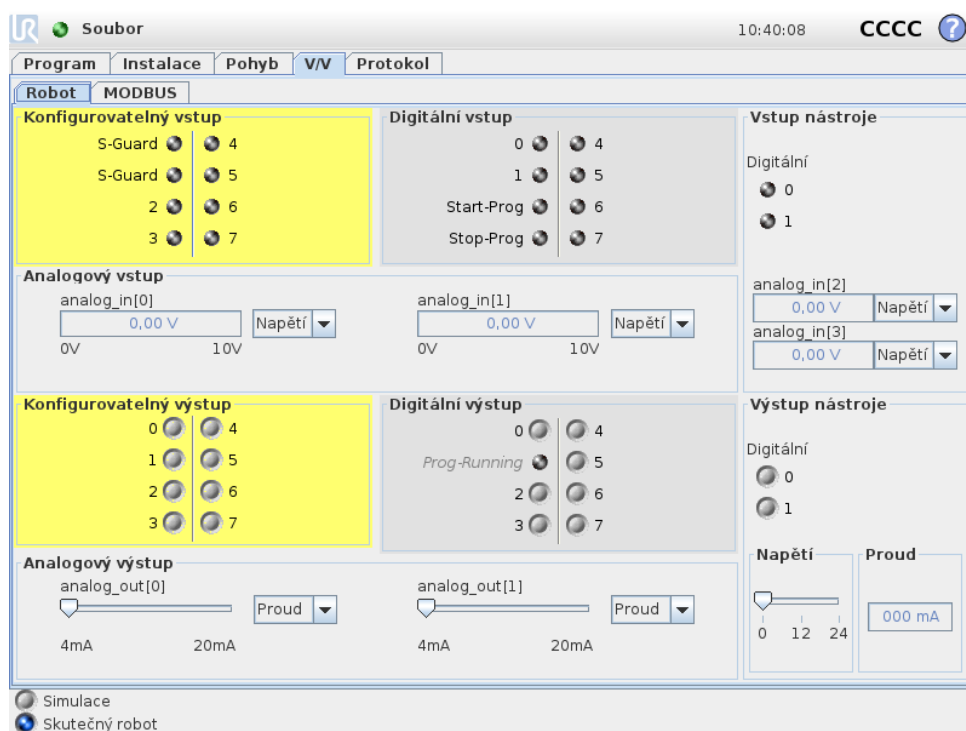 UR Soubor 10:40:08 CCCC ?
Program Instalace Pohyb V/V Protokol
Robot MODBUS
Konfigurovatelný vstup
S-Guard 4
S-Guard 5
2 6
3 7
Digitální vstup
0 4
1 5
Start-Prog 6
Stop-Prog 7
Vstup nástroje
Digitální
0
1
analog_in[2]
0,00 V Napětí
analog_in[3]
0,00 V Napětí
Analogový vstup
analog_in[0]
0,00 V Napětí
0V 10V
analog_in[1]
0,00 V Napětí
0V 10V
Konfigurovatelný výstup
0 4
1 5
2 6
3 7
Digitální výstup
0 4
Prog-Running 5
2 6
3 7
Výstup nástroje
Digitální
0
1
Napětí
0 12 24
Proud
000 mA
Analogový výstup
analog_out[0]
Proud
4mA 20mA
analog_out[1]
Proud
4mA 20mA
Simulace
Skutečný robot